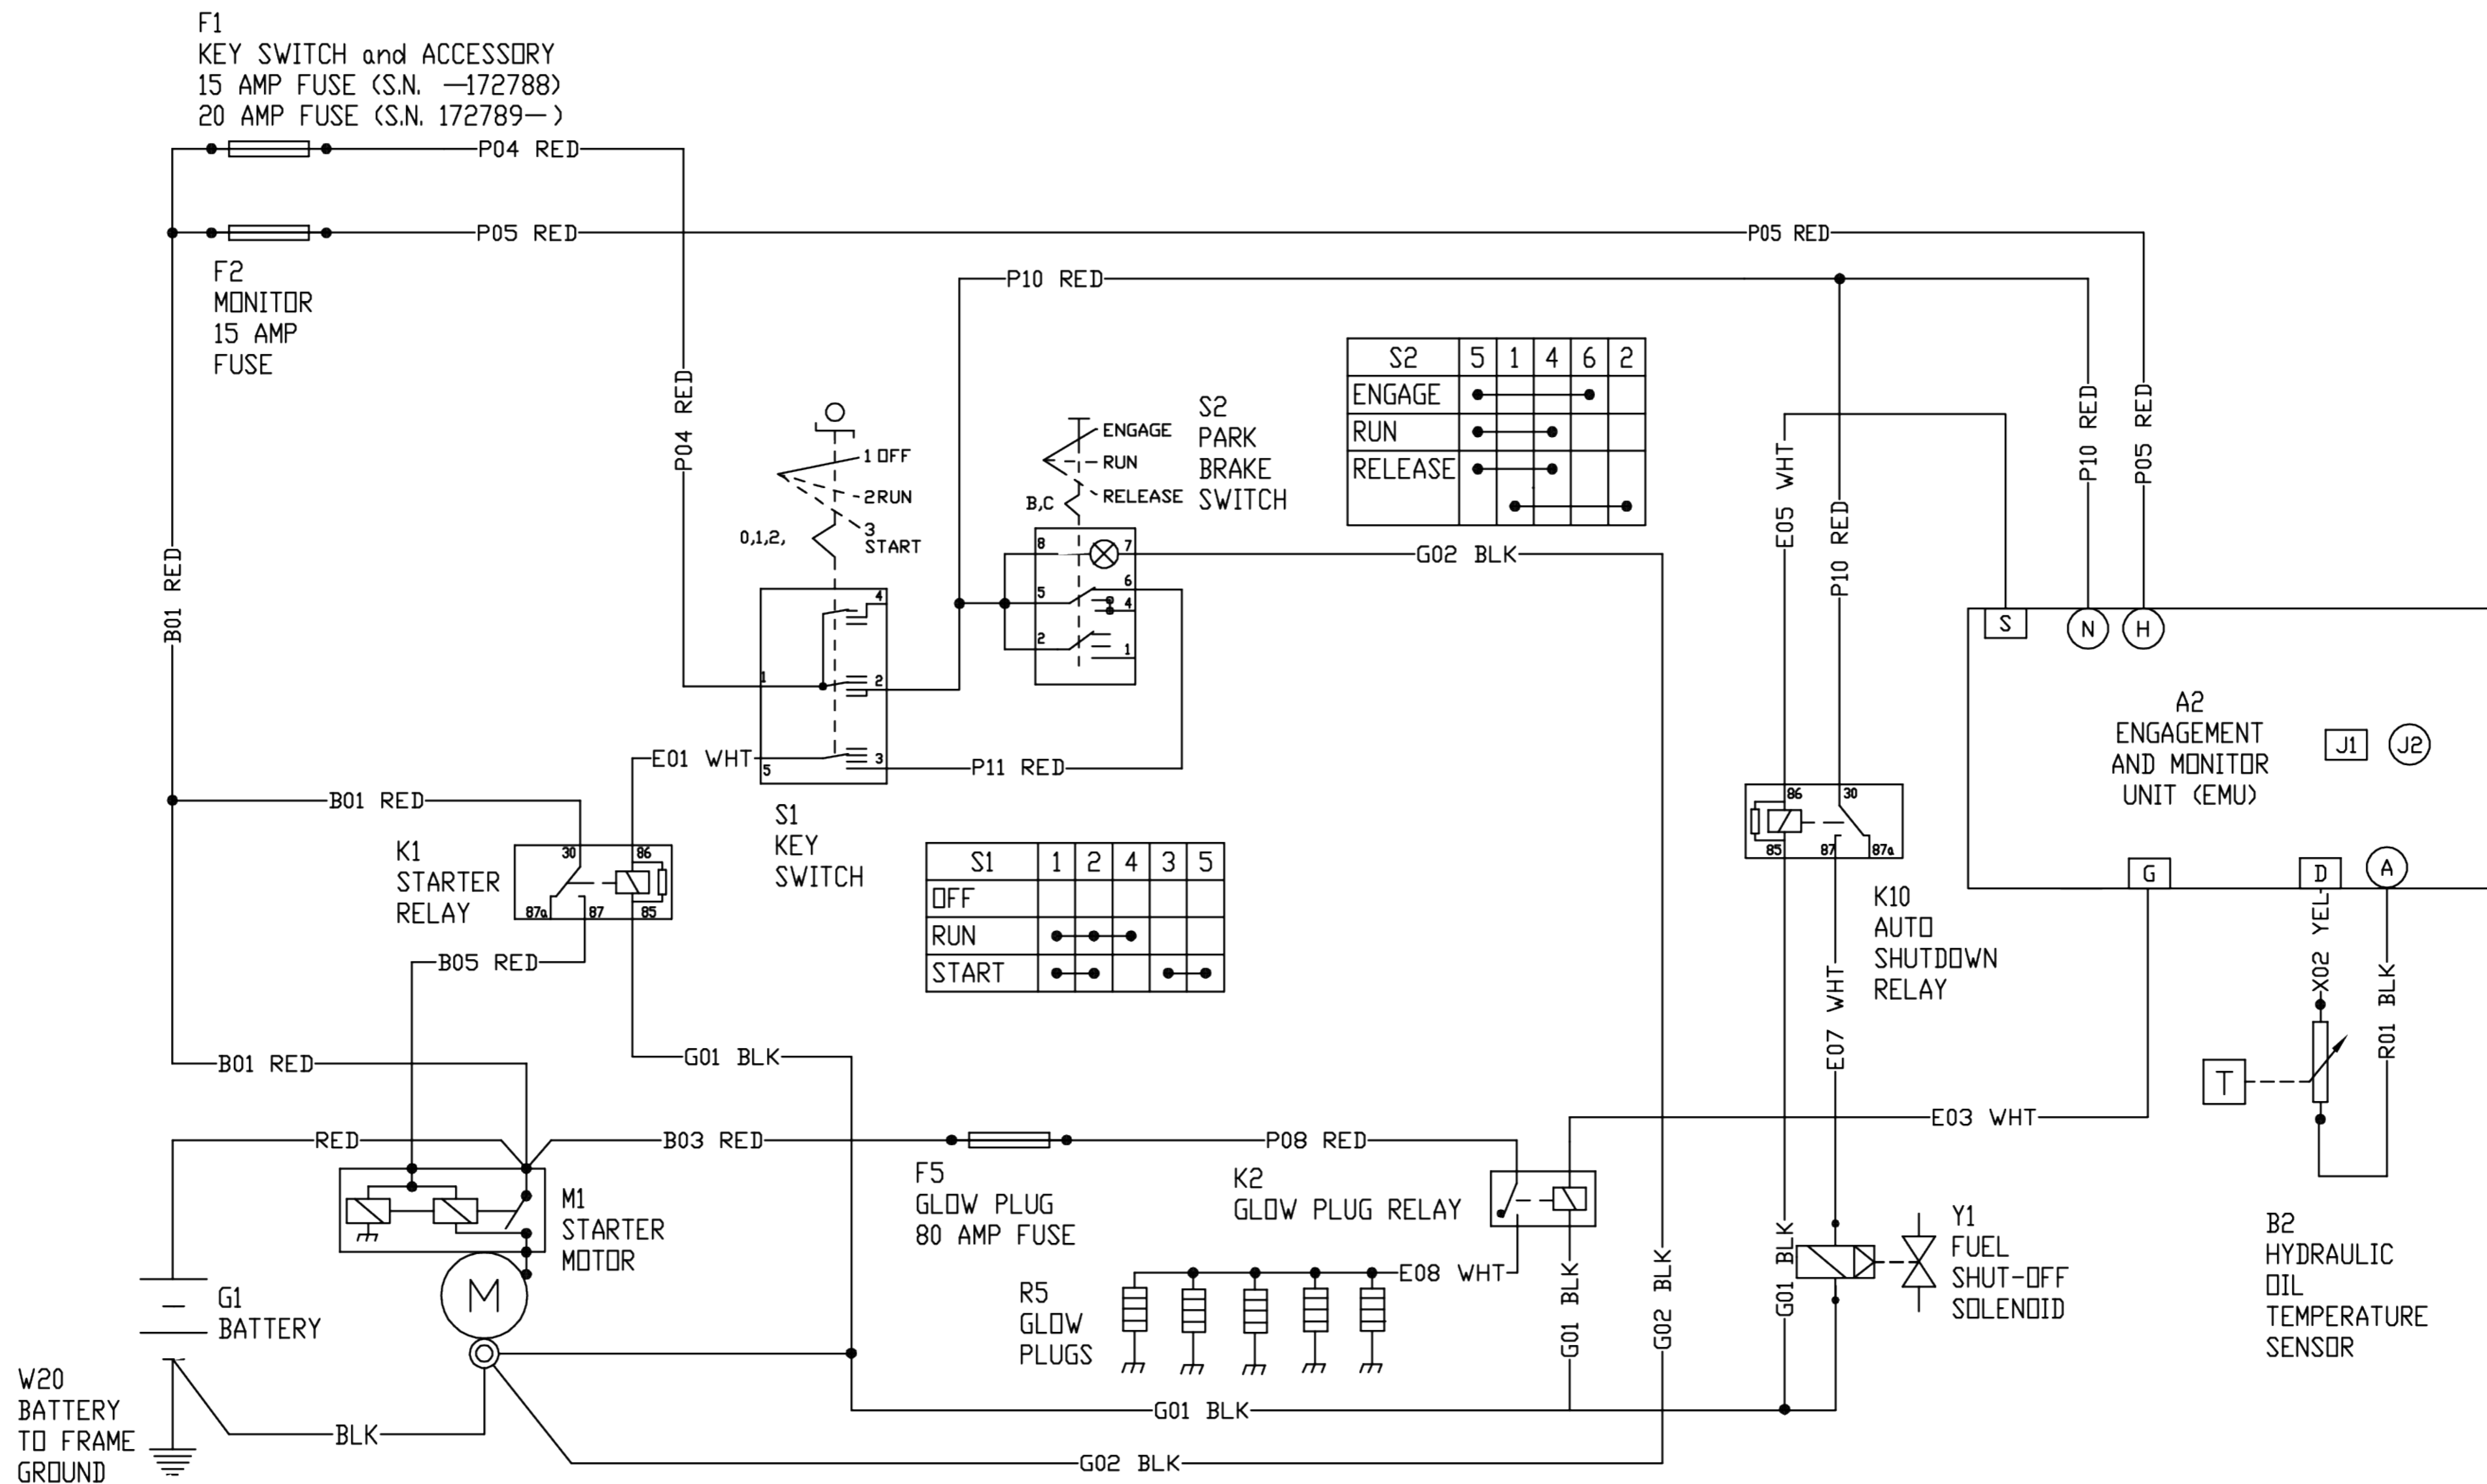 F1
KEY SWITCH and ACCESSORY
15 AMP FUSE (S.N. —172788)
20 AMP FUSE (S.N. 172789— )
P04 RED
P05 RED
P05 RED
F2
MONITOR
15 AMP
FUSE
P10 RED
P04 RED
B01 RED
1 OFF
2RUN
3
START
0,1,2,
ENGAGE
RUN
RELEASE
B,C
S2
PARK
BRAKE
SWITCH
S2 5 1 4 6 2
ENGAGE
RUN
RELEASE
8 7
5 6
4
2 1
G02 BLK
E05 WHT
P10 RED
P10 RED
P05 RED
S N H
A2
ENGAGEMENT
AND MONITOR
UNIT (EMU)
J1 J2
G D A
4
1 2
5 3
E01 WHT
P11 RED
S1
KEY
SWITCH
S1 1 2 4 3 5
OFF
RUN
START
B01 RED
K1
STARTER
RELAY
30 86
87a 87 85
B05 RED
G01 BLK
B01 RED
86 30
85 87 87a
K10
AUTO
SHUTDOWN
RELAY
E07 WHT
X02 YEL
R01 BLK
T
RED
B03 RED
P08 RED
E03 WHT
F5
GLOW PLUG
80 AMP FUSE
K2
GLOW PLUG RELAY
M1
STARTER
MOTOR
M
G1
BATTERY
R5
GLOW
PLUGS
E08 WHT
G01 BLK
G02 BLK
G01 BLK
Y1
FUEL
SHUT-OFF
SOLENOID
B2
HYDRAULIC
OIL
TEMPERATURE
SENSOR
W20
BATTERY
TO FRAME
GROUND
BLK
G01 BLK
G02 BLK